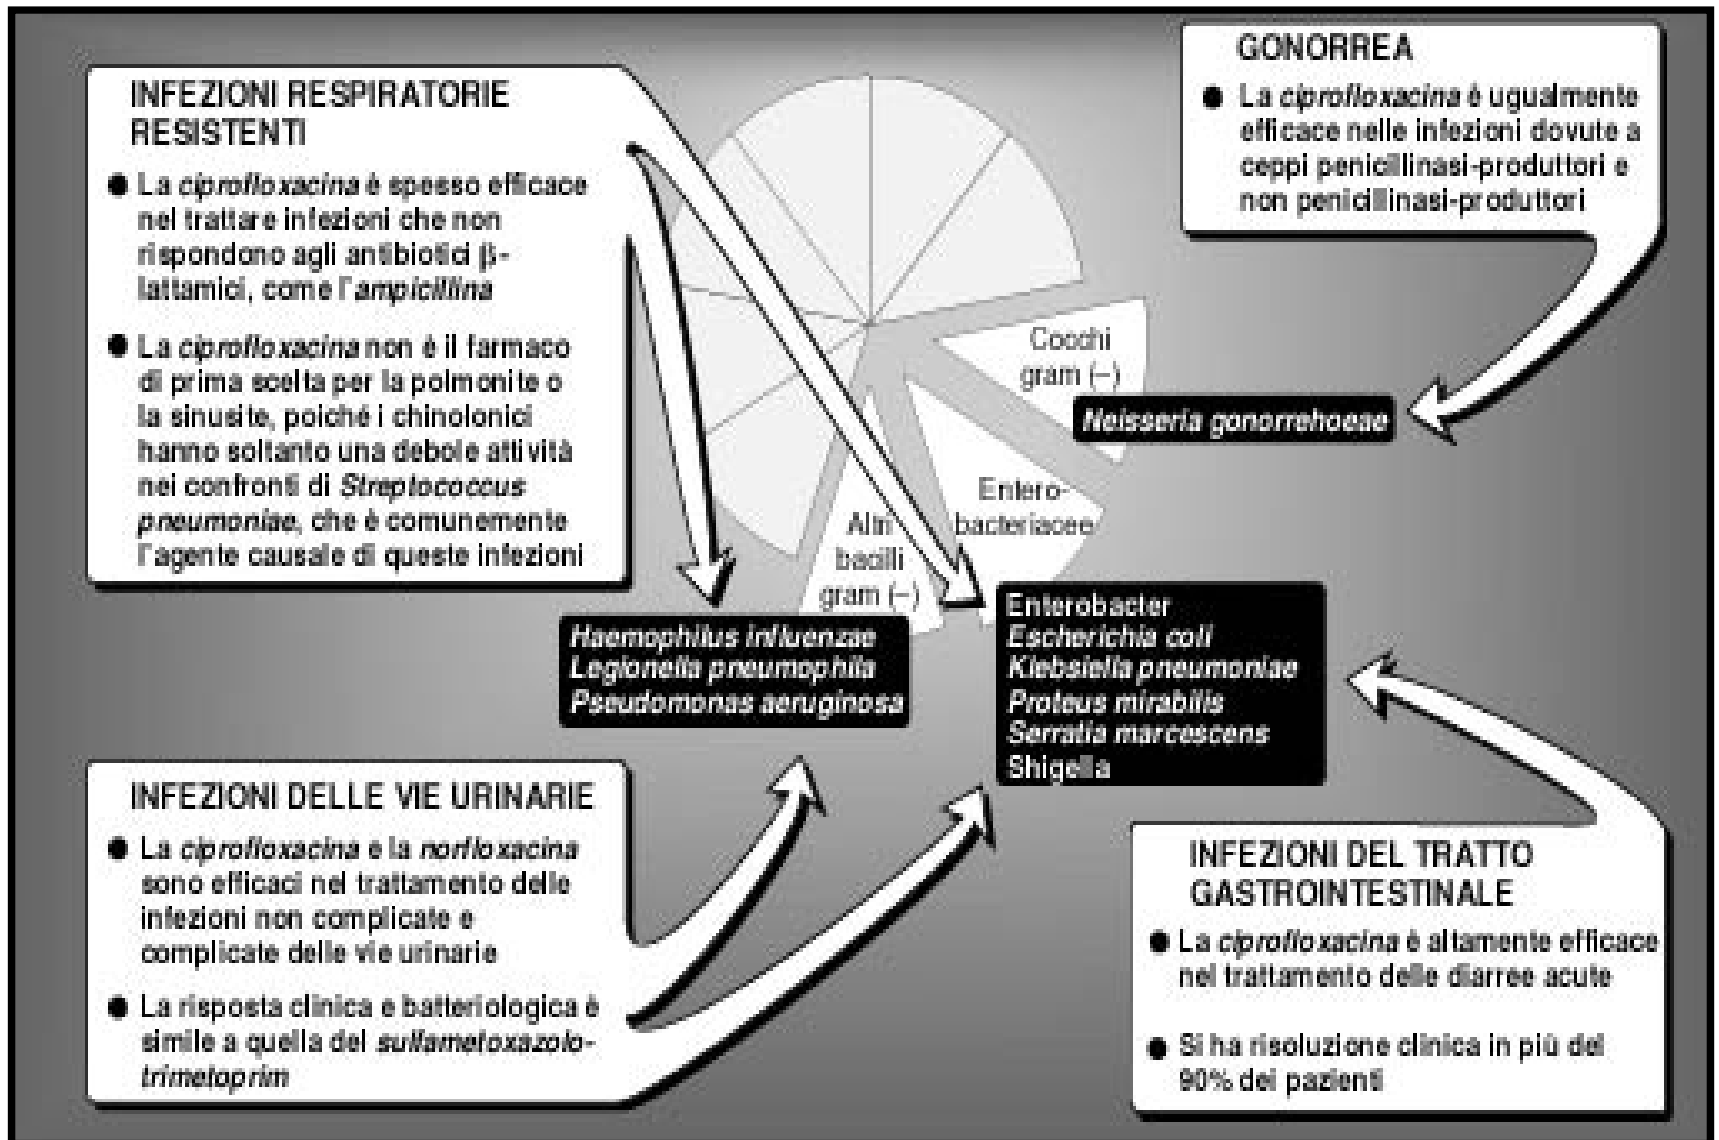 INFEZIONI RESPIRATORIE
RESISTENTI
● La ciprofloxacina è spesso efficace
nel trattare infezioni che non
rispondono agli antibiotici β-
lattamici, come l'ampicillina
● La ciprofloxacina non è il farmaco
di prima scelta per la polmonite o
la sinusite, poiché i chinolonici
hanno soltanto una debole attività
nei confronti di Streptococcus
pneumoniae, che è comunemente
l'agente causale di queste infezioni
GONORREA
● La ciprofloxacina è ugualmente
efficace nelle infezioni dovute a
ceppi penicillinasi-produttori e
non penicillinasi-produttori
Cocchi
gram (–)
Neisseria gonorrehoeae
Entero-
bacteriacee
Altri
bacilli
gram (–)
Haemophilus influenzae
Legionella pneumophila
Pseudomonas aeruginosa
Enterobacter
Escherichia coli
Klebsiella pneumoniae
Proteus mirabilis
Serratia marcescens
Shigella
INFEZIONI DELLE VIE URINARIE
● La ciprofloxacina e la norfloxacina
sono efficaci nel trattamento delle
infezioni non complicate e
complicate delle vie urinarie
● La risposta clinica e batteriologica è
simile a quella del sulfametoxazolo-
trimetoprim
INFEZIONI DEL TRATTO
GASTROINTESTINALE
● La ciprofloxacina è altamente efficace
nel trattamento delle diarree acute
● Si ha risoluzione clinica in più del
90% dei pazienti